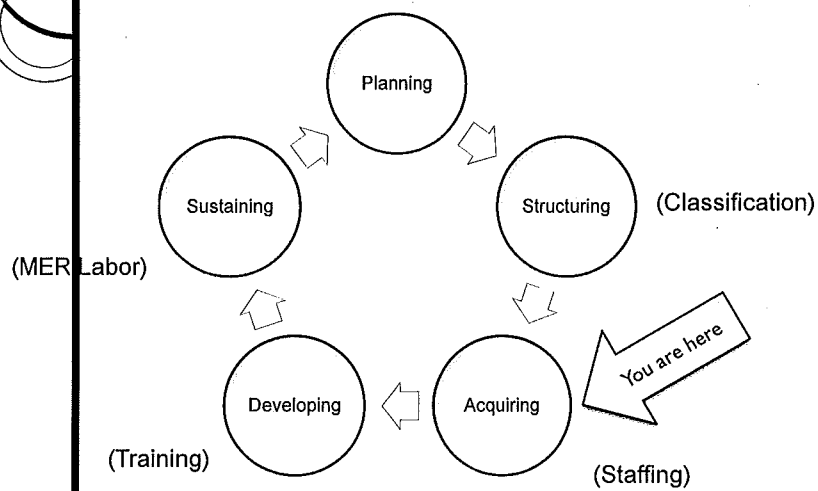 Planning
Sustaining
Structuring
(Classification)
(MER Labor)
You are here
Developing
Acquiring
(Training)
(Staffing)